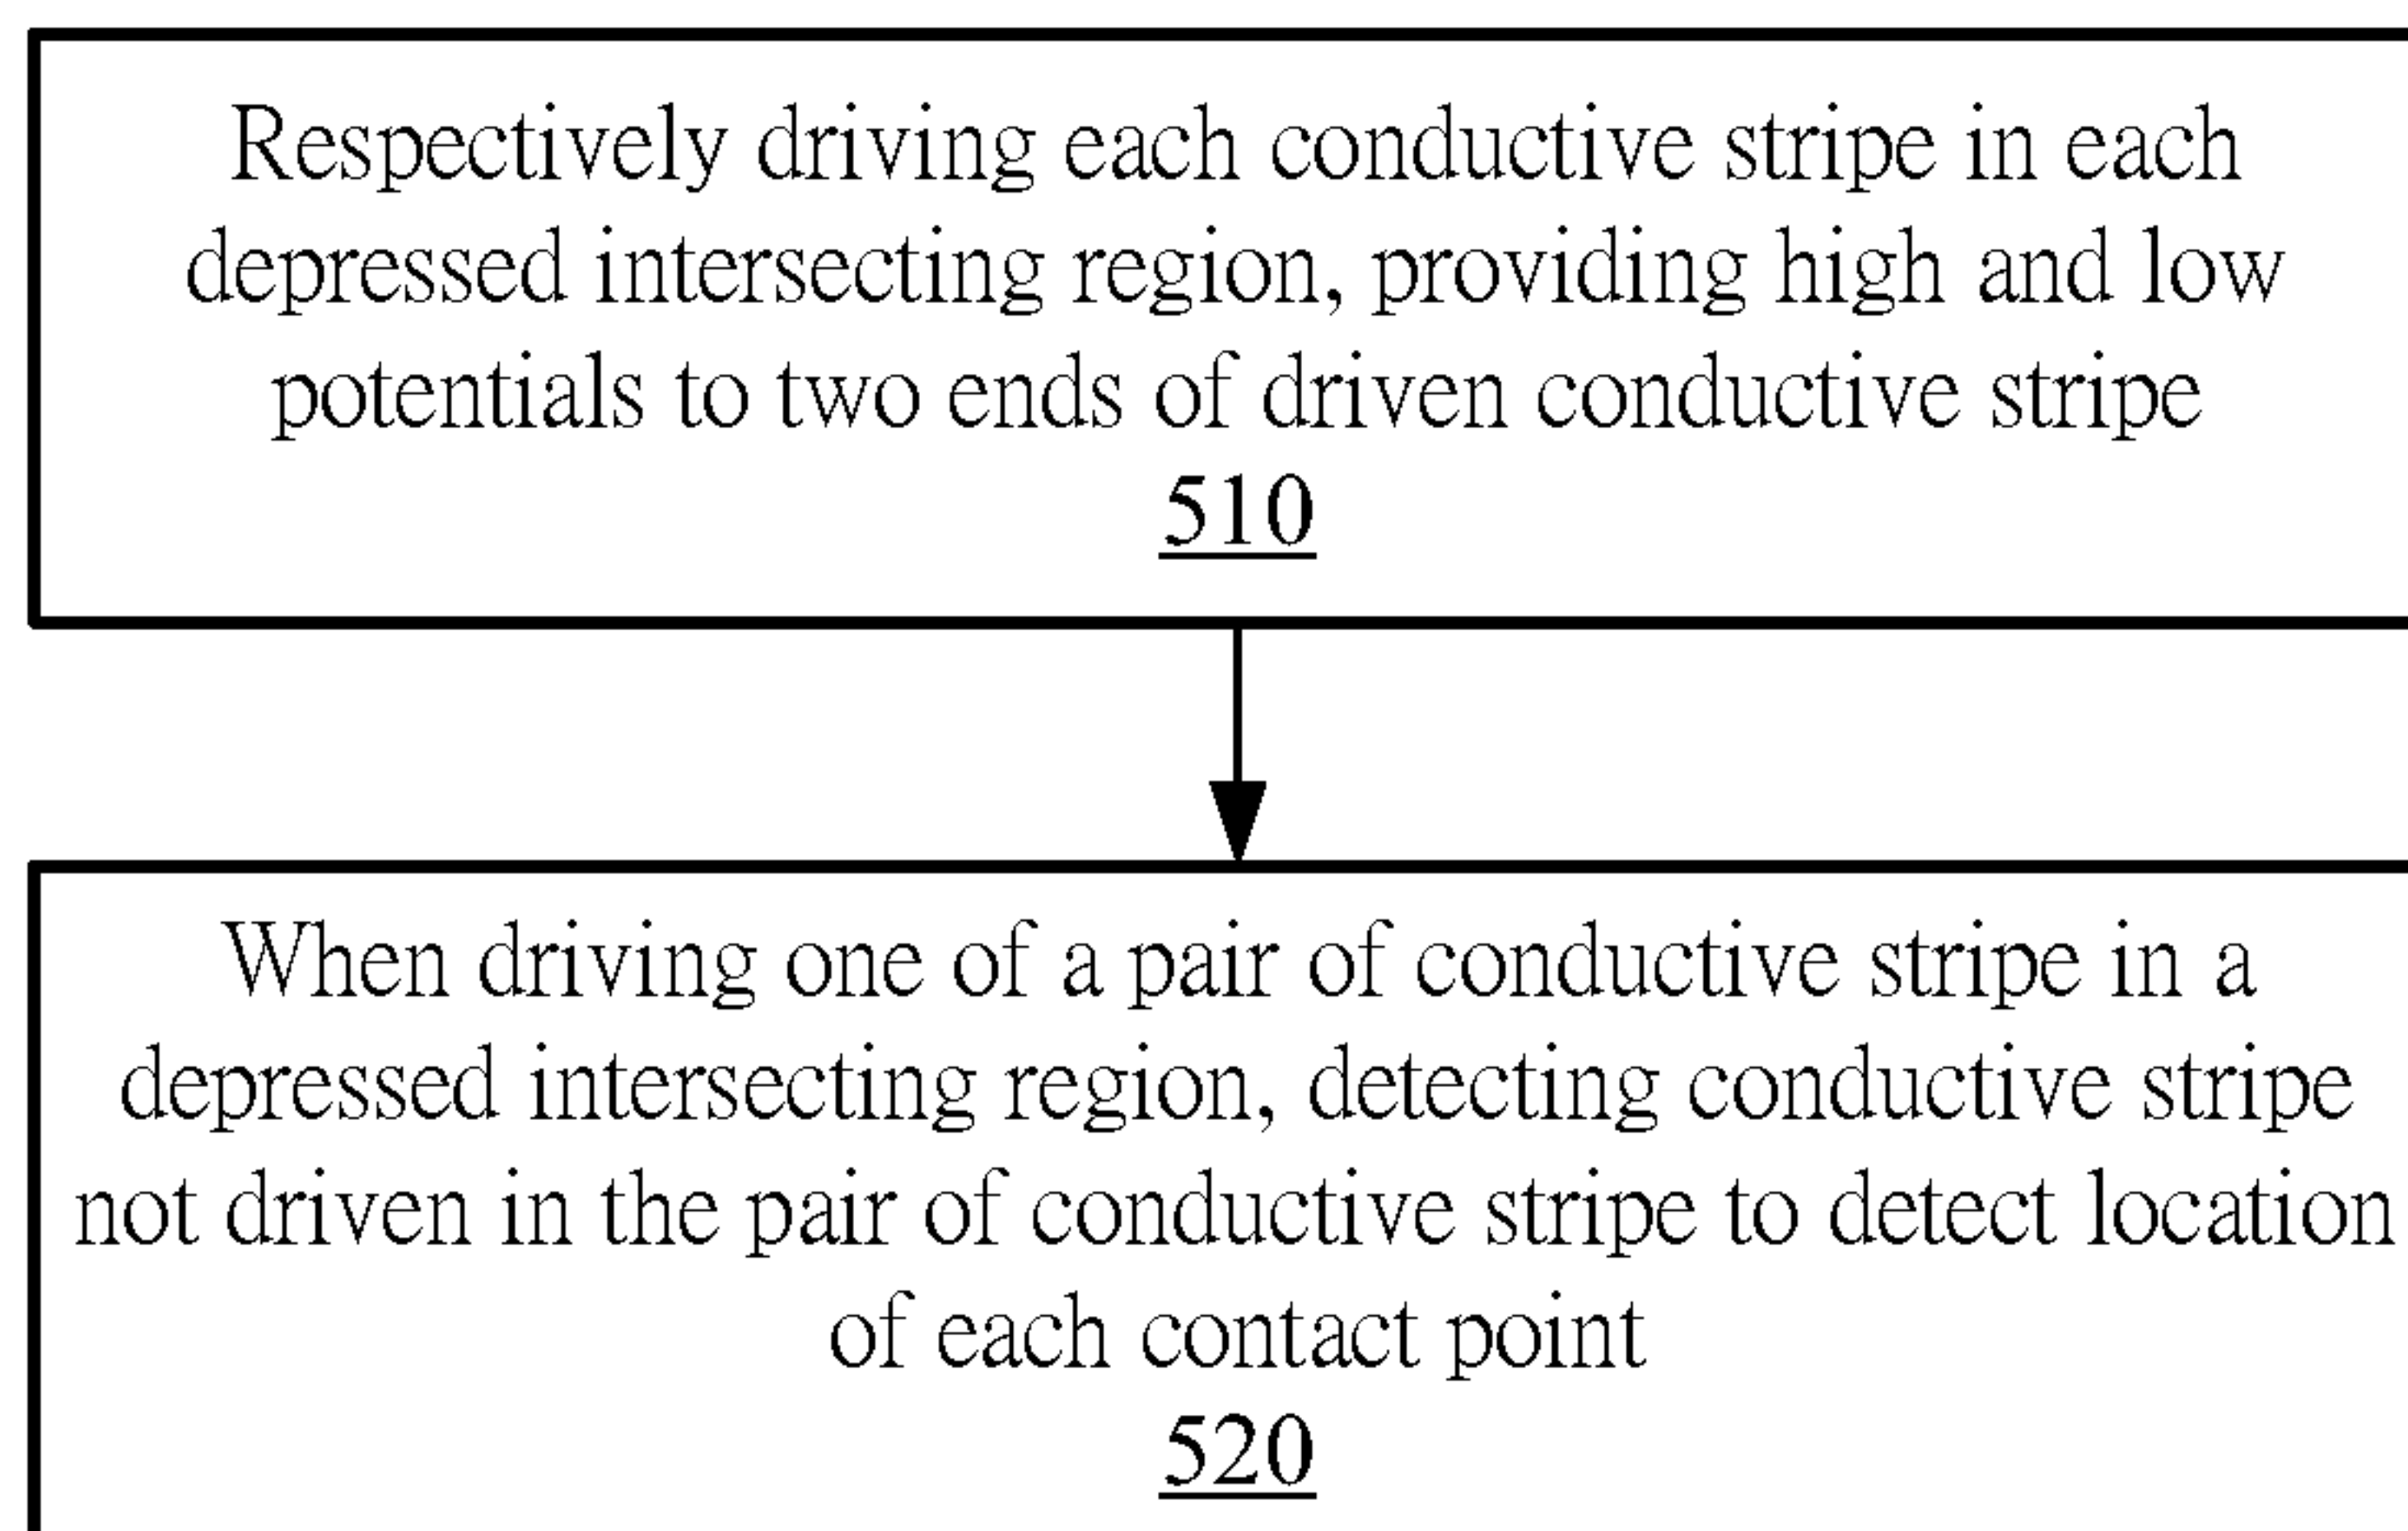 Respectively driving each conductive stripe in each
depressed intersecting region, providing high and low
potentials to two ends of driven conductive stripe
510
When driving one of a pair of conductive stripe in a
depressed intersecting region, detecting conductive stripe
not driven in the pair of conductive stripe to detect location
of each contact point
520